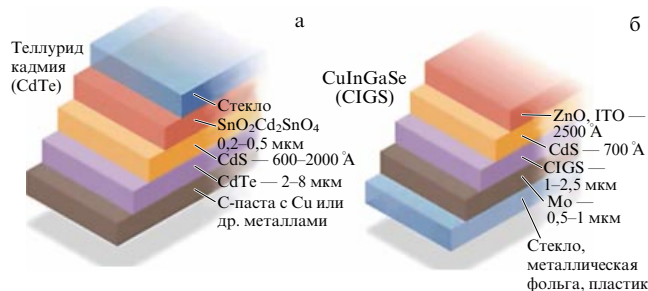 а
Теллурид
кадмия
(CdTe)
Стекло
SnO₂Cd₂SnO₄
0,2–0,5 мкм
CdS — 600–2000 Å
CdTe — 2–8 мкм
С-паста с Cu или
др. металлами
б
CuInGaSe
(CIGS)
ZnO, ITO —
2500 Å
CdS — 700 Å
CIGS —
1–2,5 мкм
Mo —
0,5–1 мкм
Стекло,
металлическая
фольга, пластик